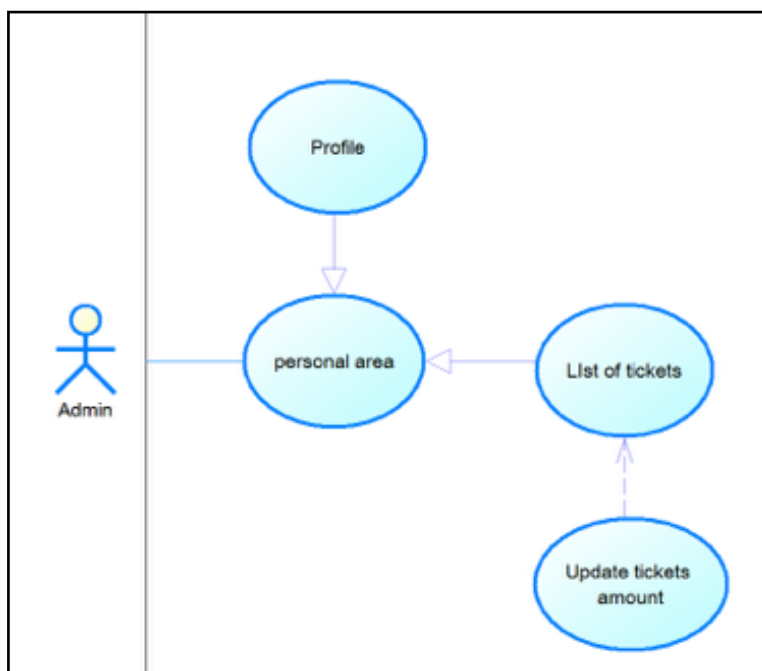 Profile
personal area
LIst of tickets
Admin
Update tickets
amount